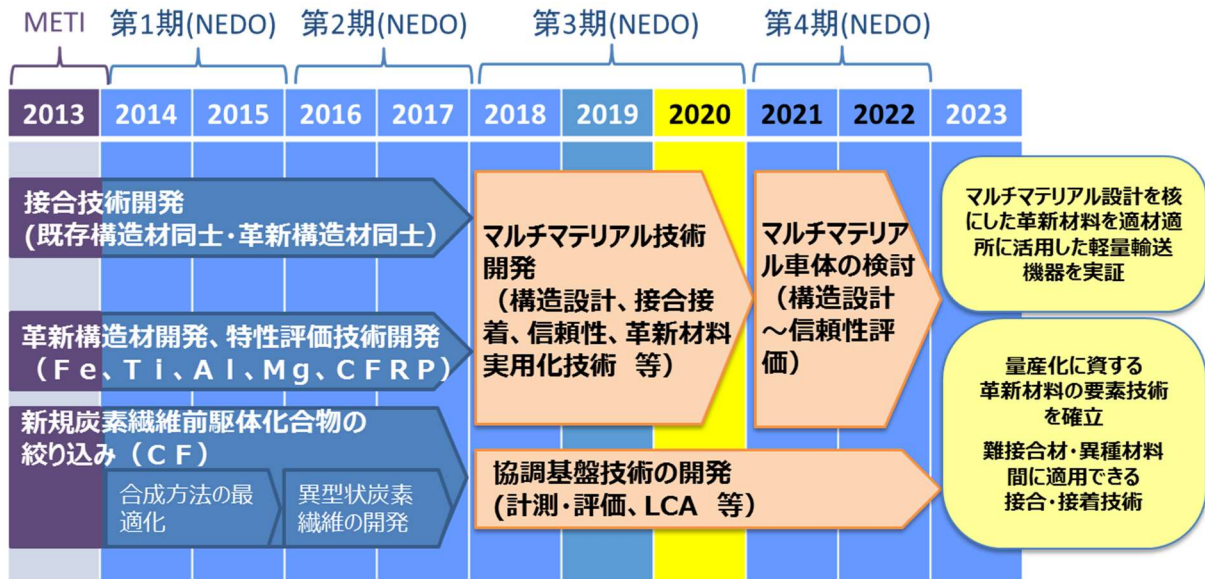 METI 第1期(NEDO) 第2期(NEDO) 第3期(NEDO) 第4期(NEDO)
2013 2014 2015 2016 2017 2018 2019 2020 2021 2022 2023
接合技術開発
(既存構造材同士・革新構造材同士)
革新構造材開発、特性評価技術開発
（Ｆｅ、Ｔｉ、Ａｌ、Ｍｇ、ＣＦＲＰ）
新規炭素繊維前駆体化合物の
絞り込み（ＣＦ）
合成方法の最
適化
異型状炭素
繊維の開発
マルチマテリアル技術
開発
（構造設計、接合接
着、信頼性、革新材料
実用化技術 等）
マルチマテリア
ル車体の検討
（構造設計
～信頼性評
価）
協調基盤技術の開発
(計測・評価、LCA 等）
マルチマテリアル設計を核
にした革新材料を適材適
所に活用した軽量輸送
機器を実証
量産化に資する
革新材料の要素技術
を確立
難接合材・異種材料
間に適用できる
接合・接着技術